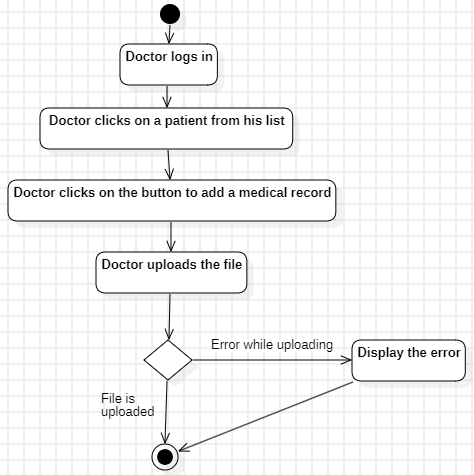 Doctor logs in
Doctor clicks on a patient from his list
Doctor clicks on the button to add a medical record
Doctor uploads the file
Error while uploading
Display the error
File is
uploaded